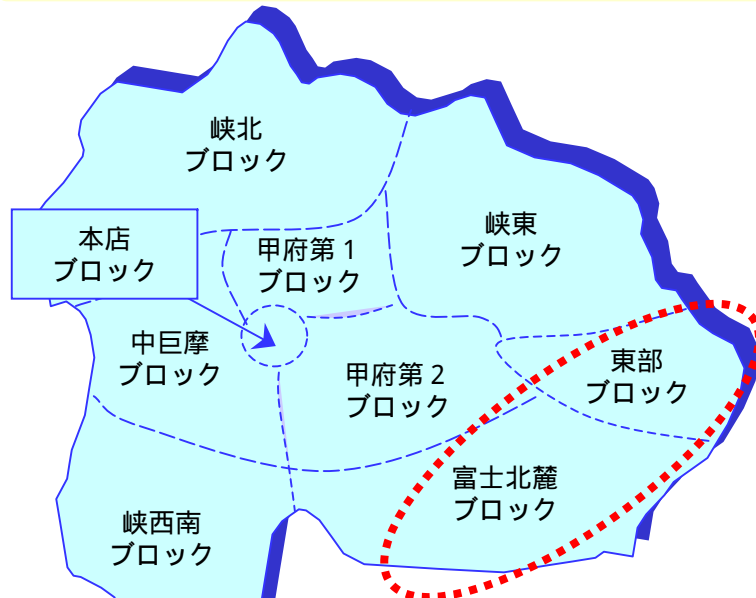 峡北
ブロック
峡東
ブロック
本店
ブロック
甲府第１
ブロック
中巨摩
ブロック
甲府第２
ブロック
東部
ブロック
富士北麓
ブロック
峡西南
ブロック